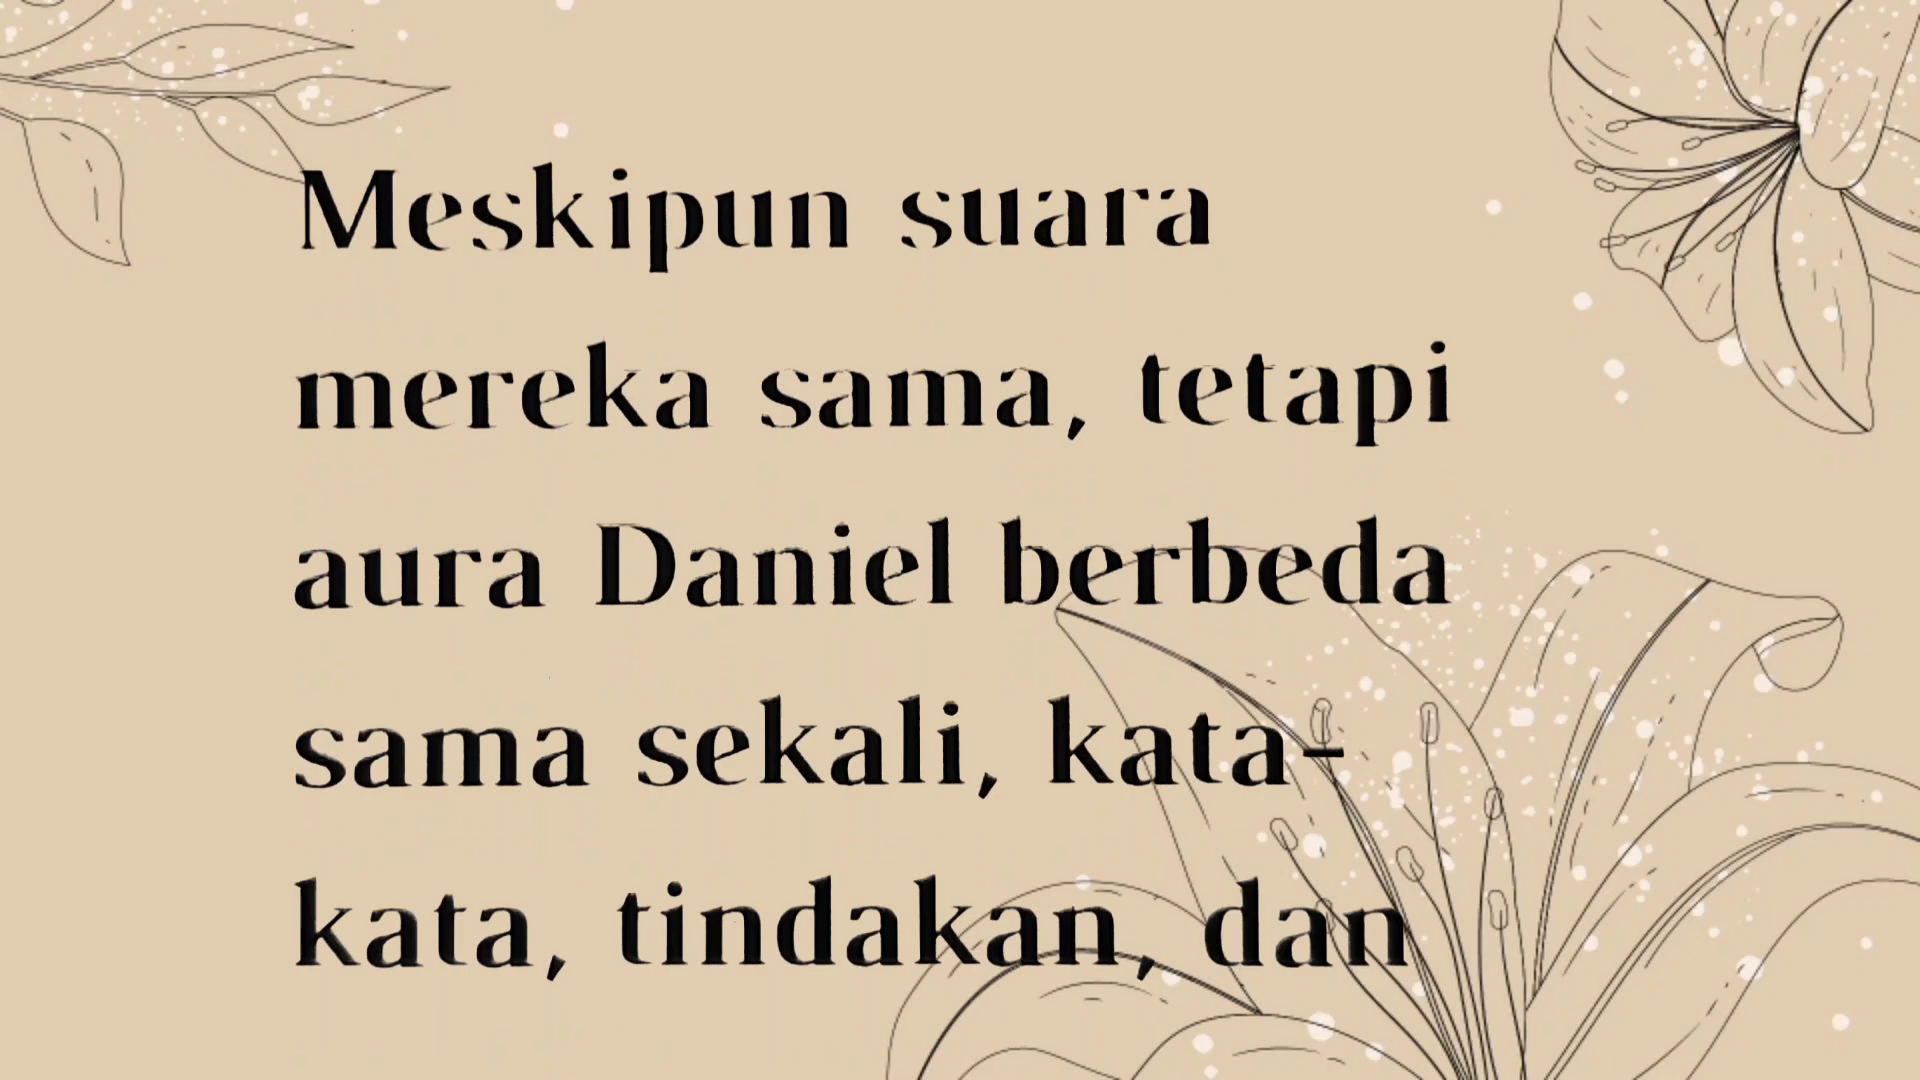 Meskipun suara
mereka sama, tetapi
aura Daniel berbeda
sama sekali, kata-
kata, tindakan, dan